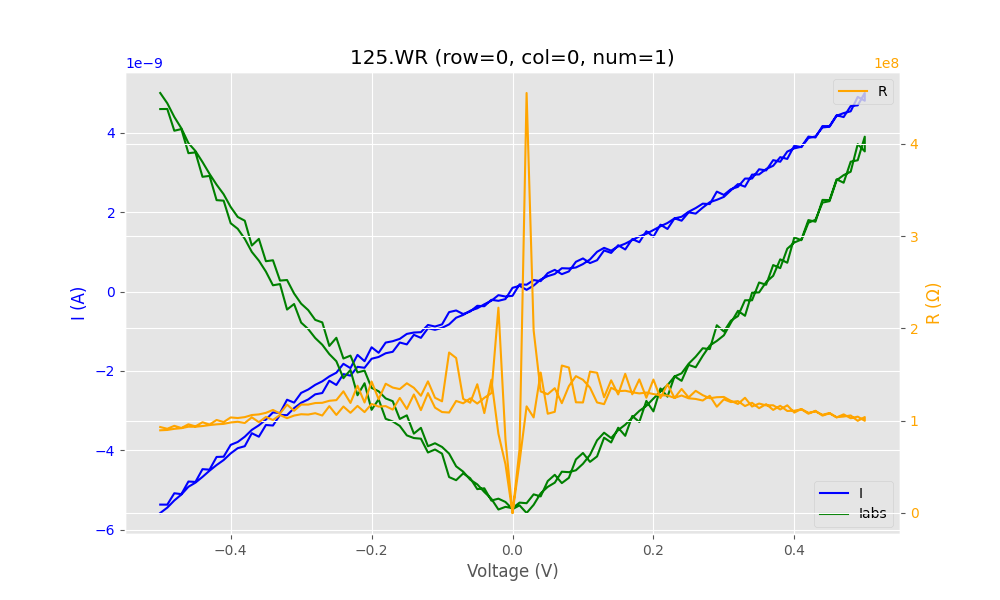 125.WR (row=0, col=0, num=1)
1e−9
1e8
R
4
2
0
−2
−4
−6
I (A)
4
3
2
1
0
R (Ω)
I
Iabs
−0.4
−0.2
0.0
0.2
0.4
Voltage (V)